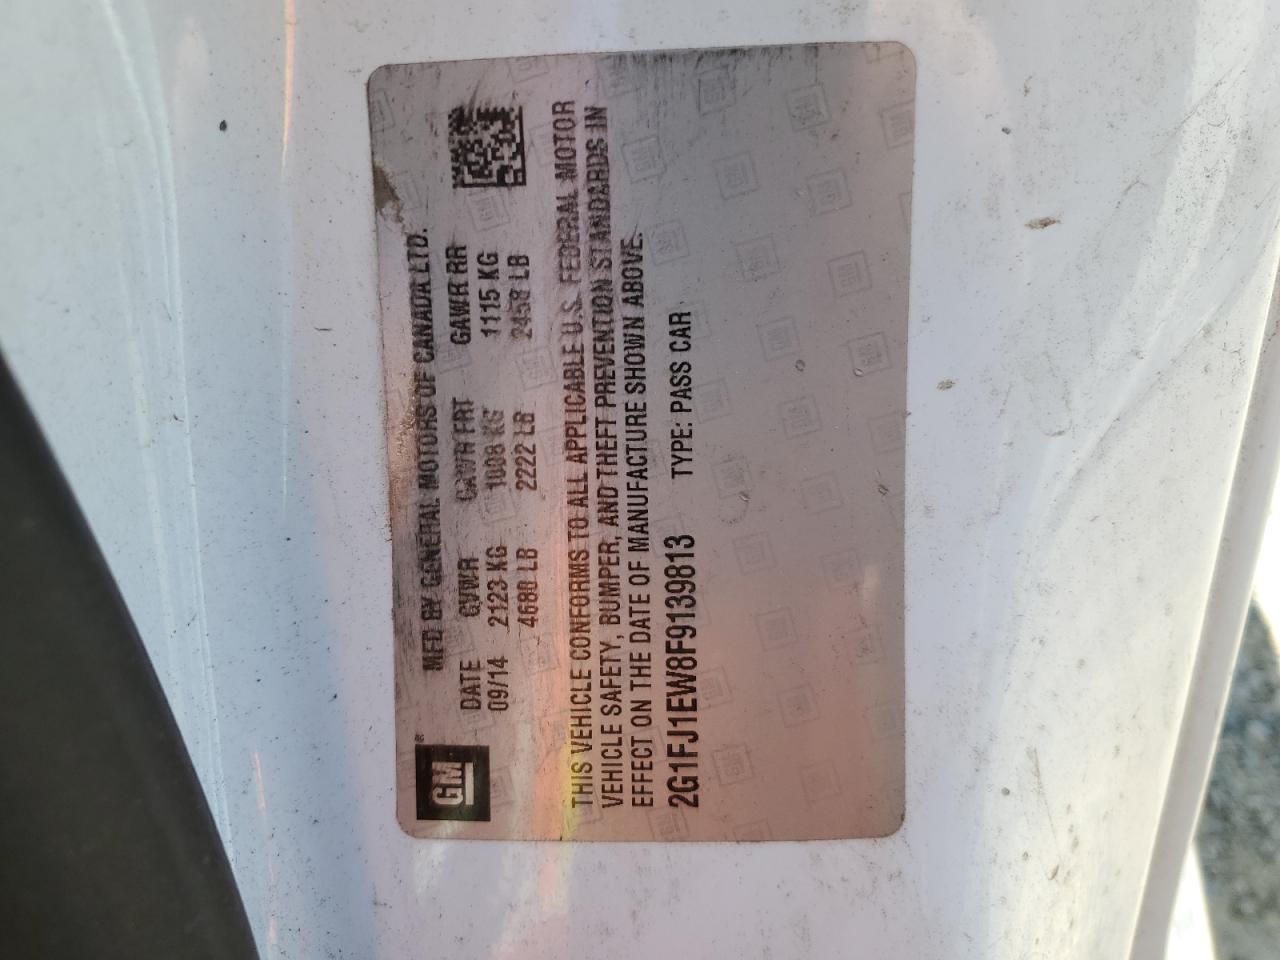 GM ®
MFD BY GENERAL MOTORS OF CANADA LTD.
DATE GVWR GAWR FRT GAWR RR
09/14 2123 KG 1008 KG 1115 KG
4680 LB 2222 LB 2458 LB
THIS VEHICLE CONFORMS TO ALL APPLICABLE U.S. FEDERAL MOTOR
VEHICLE SAFETY, BUMPER, AND THEFT PREVENTION STANDARDS IN
EFFECT ON THE DATE OF MANUFACTURE SHOWN ABOVE.
2G1FJ1EW8F9139813 TYPE: PASS CAR